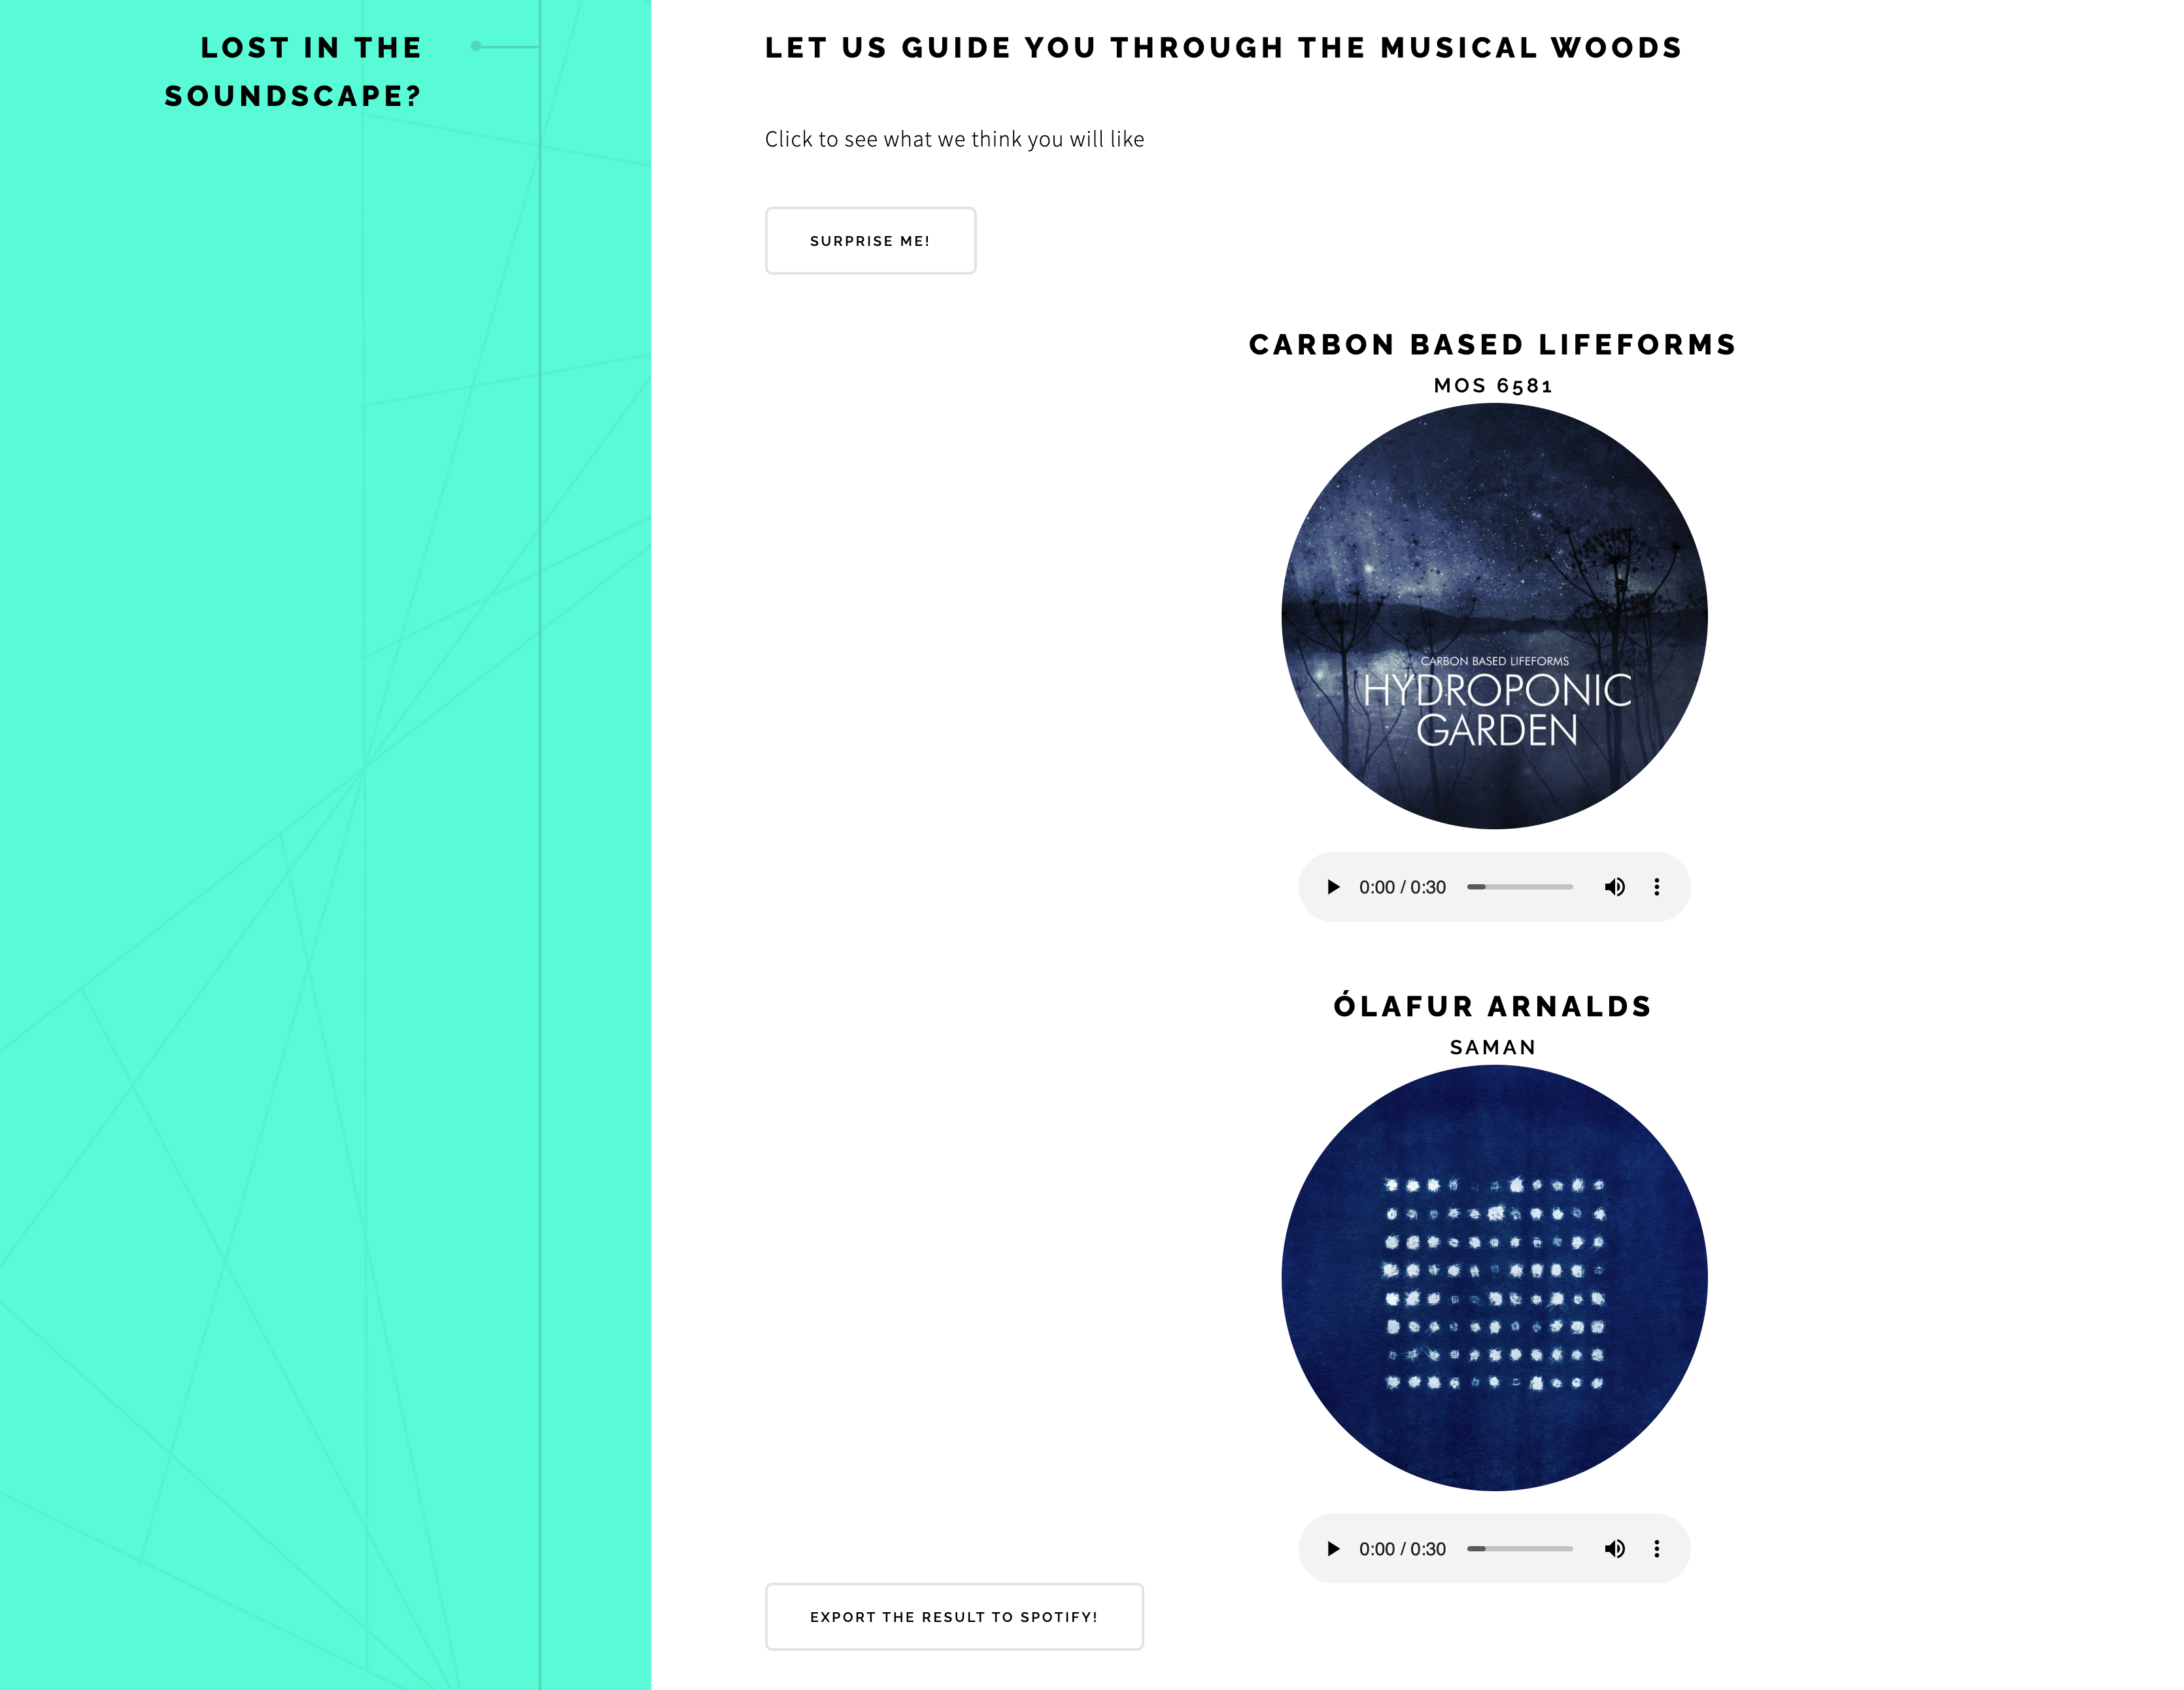 LOST IN THE
SOUNDSCAPE?
LET US GUIDE YOU THROUGH THE MUSICAL WOODS
Click to see what we think you will like
SURPRISE ME!
CARBON BASED LIFEFORMS
MOS 6581
CARBON BASED LIFEFORMS
HYDROPONIC
GARDEN
0:00 / 0:30
ÓLAFUR ARNALDS
SAMAN
0:00 / 0:30
EXPORT THE RESULT TO SPOTIFY!